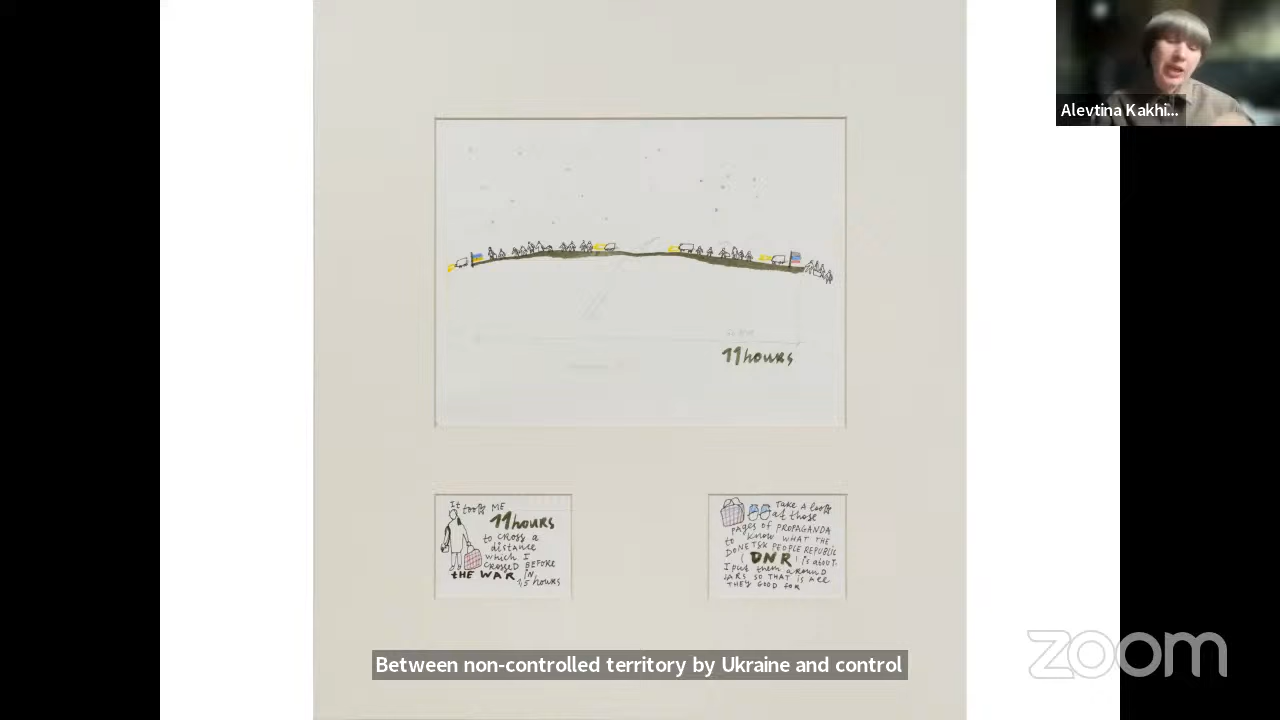 Alevtina Kakhi...
11 hours
It took ME
11 hours
to cross a
distance
which I
crossed BEFORE
the WAR in
1,5 hours
Take a look
at those
pages of PROPAGANDA
to know what the
DONETSK PEOPLE REPUBLIC
(DNR) is about.
I put them around
JARS so THAT is ALL
They good for
Between non-controlled territory by Ukraine and control
zoom